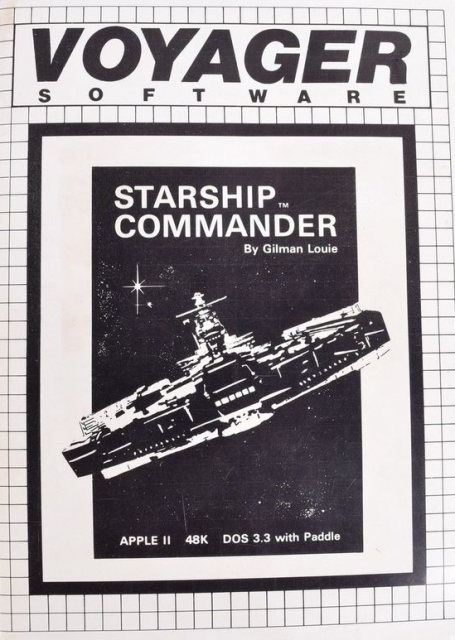 VOYAGER
SOFTWARE
STARSHIP™
COMMANDER
By Gilman Louie
APPLE II 48K DOS 3.3 with Paddle